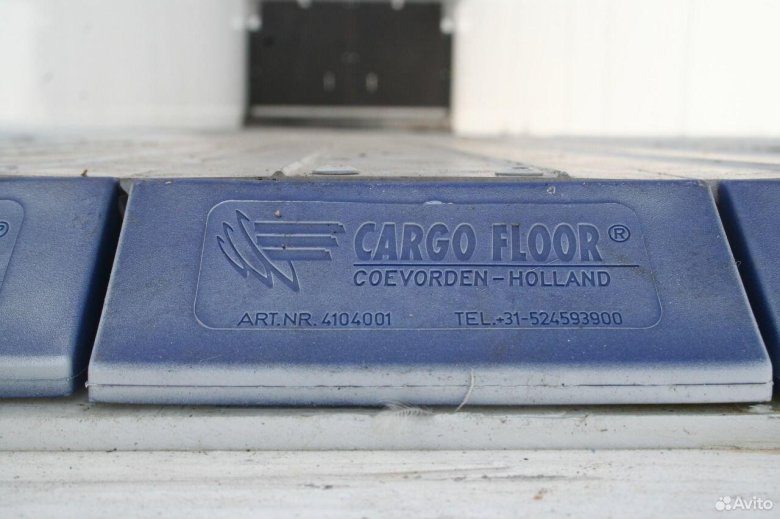 CARGO FLOOR®
COEVORDEN-HOLLAND
ART.NR. 4104001 TEL.+31-524593900
Avito